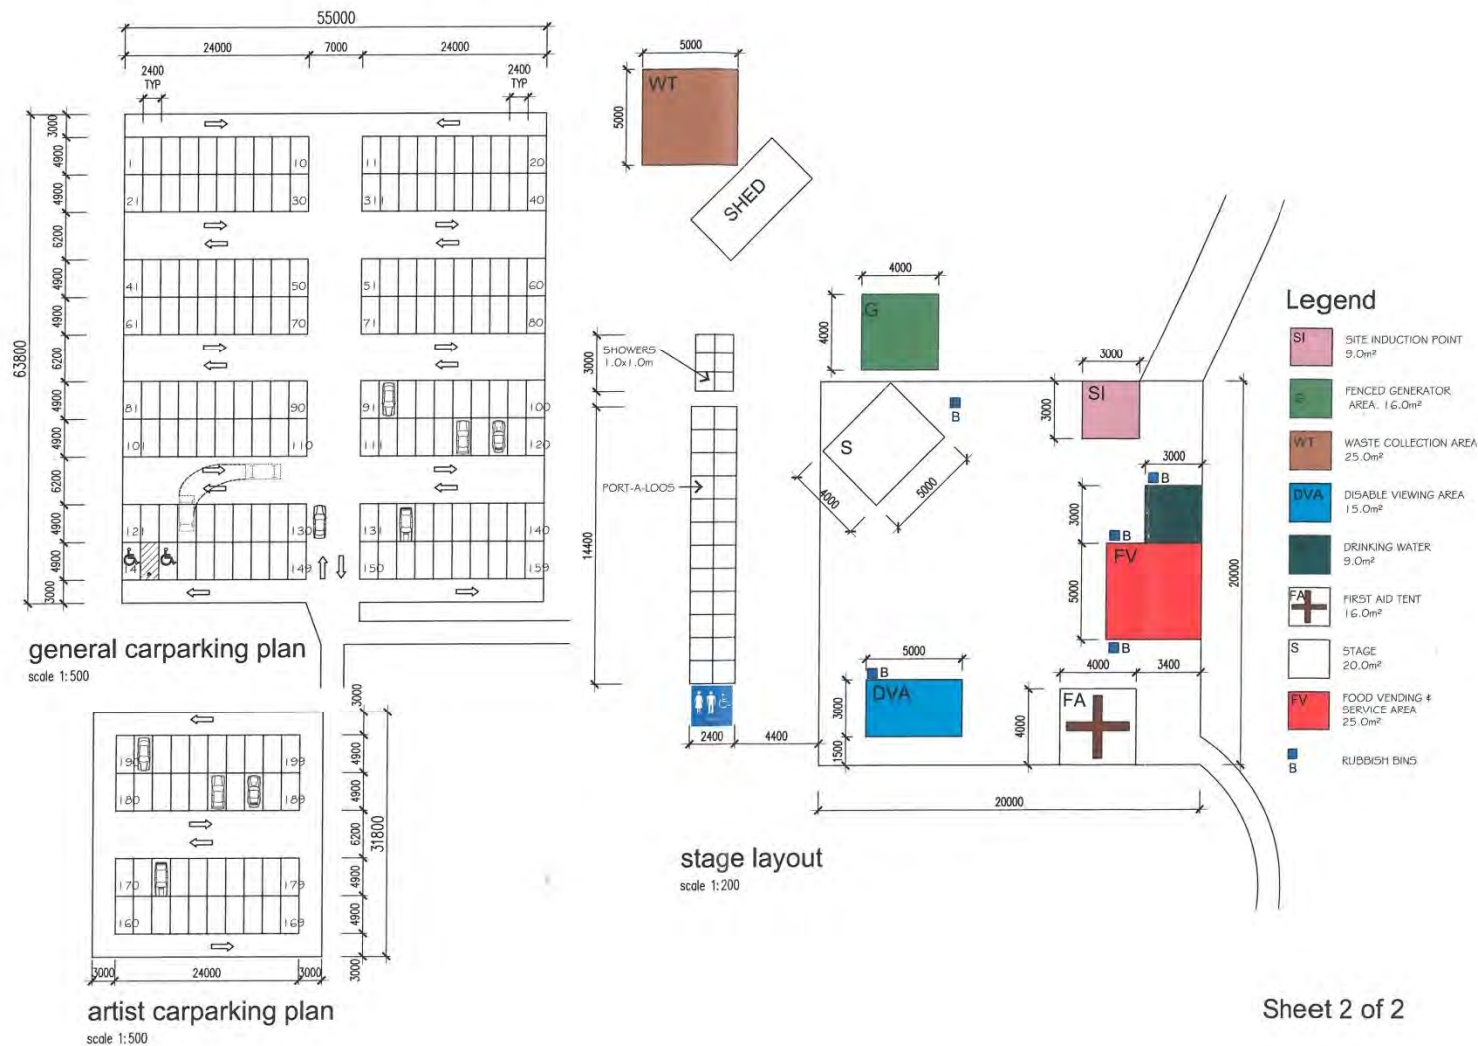 55000
24000
7000
24000
2400
TYP
2400
TYP
3000
4900
4900
6200
4900
4900
6200
4900
4900
6200
4900
4900
3000
63800
1
10
11
20
21
30
311
40
41
50
51
60
61
70
71
80
81
90
91
100
101
110
111
120
121
130
131
140
14
149
150
159
general carparking plan
scale 1:500
190
199
180
189
170
179
160
169
3000
4900
4900
6200
4900
4900
3000
31800
3000
24000
3000
artist carparking plan
scale 1:500
5000
5000
WT
SHED
4000
4000
G
SHOWERS
1.0x1.0m
3000
PORT-A-LOOS
14400
2400
4400
S
4000
5000
B
3000
3000
SI
3000
B
3000
B
FV
5000
B
20000
5000
B
DVA
3000
1500
4000
3400
FA
4000
20000
stage layout
scale 1:200
Legend
SI
SITE INDUCTION POINT
9.0m²
G
FENCED GENERATOR
AREA. 16.0m²
WT
WASTE COLLECTION AREA
25.0m²
DVA
DISABLE VIEWING AREA
15.0m²
DRINKING WATER
9.0m²
FA
FIRST AID TENT
16.0m²
S
STAGE
20.0m²
FV
FOOD VENDING &
SERVICE AREA
25.0m²
B
RUBBISH BINS
Sheet 2 of 2